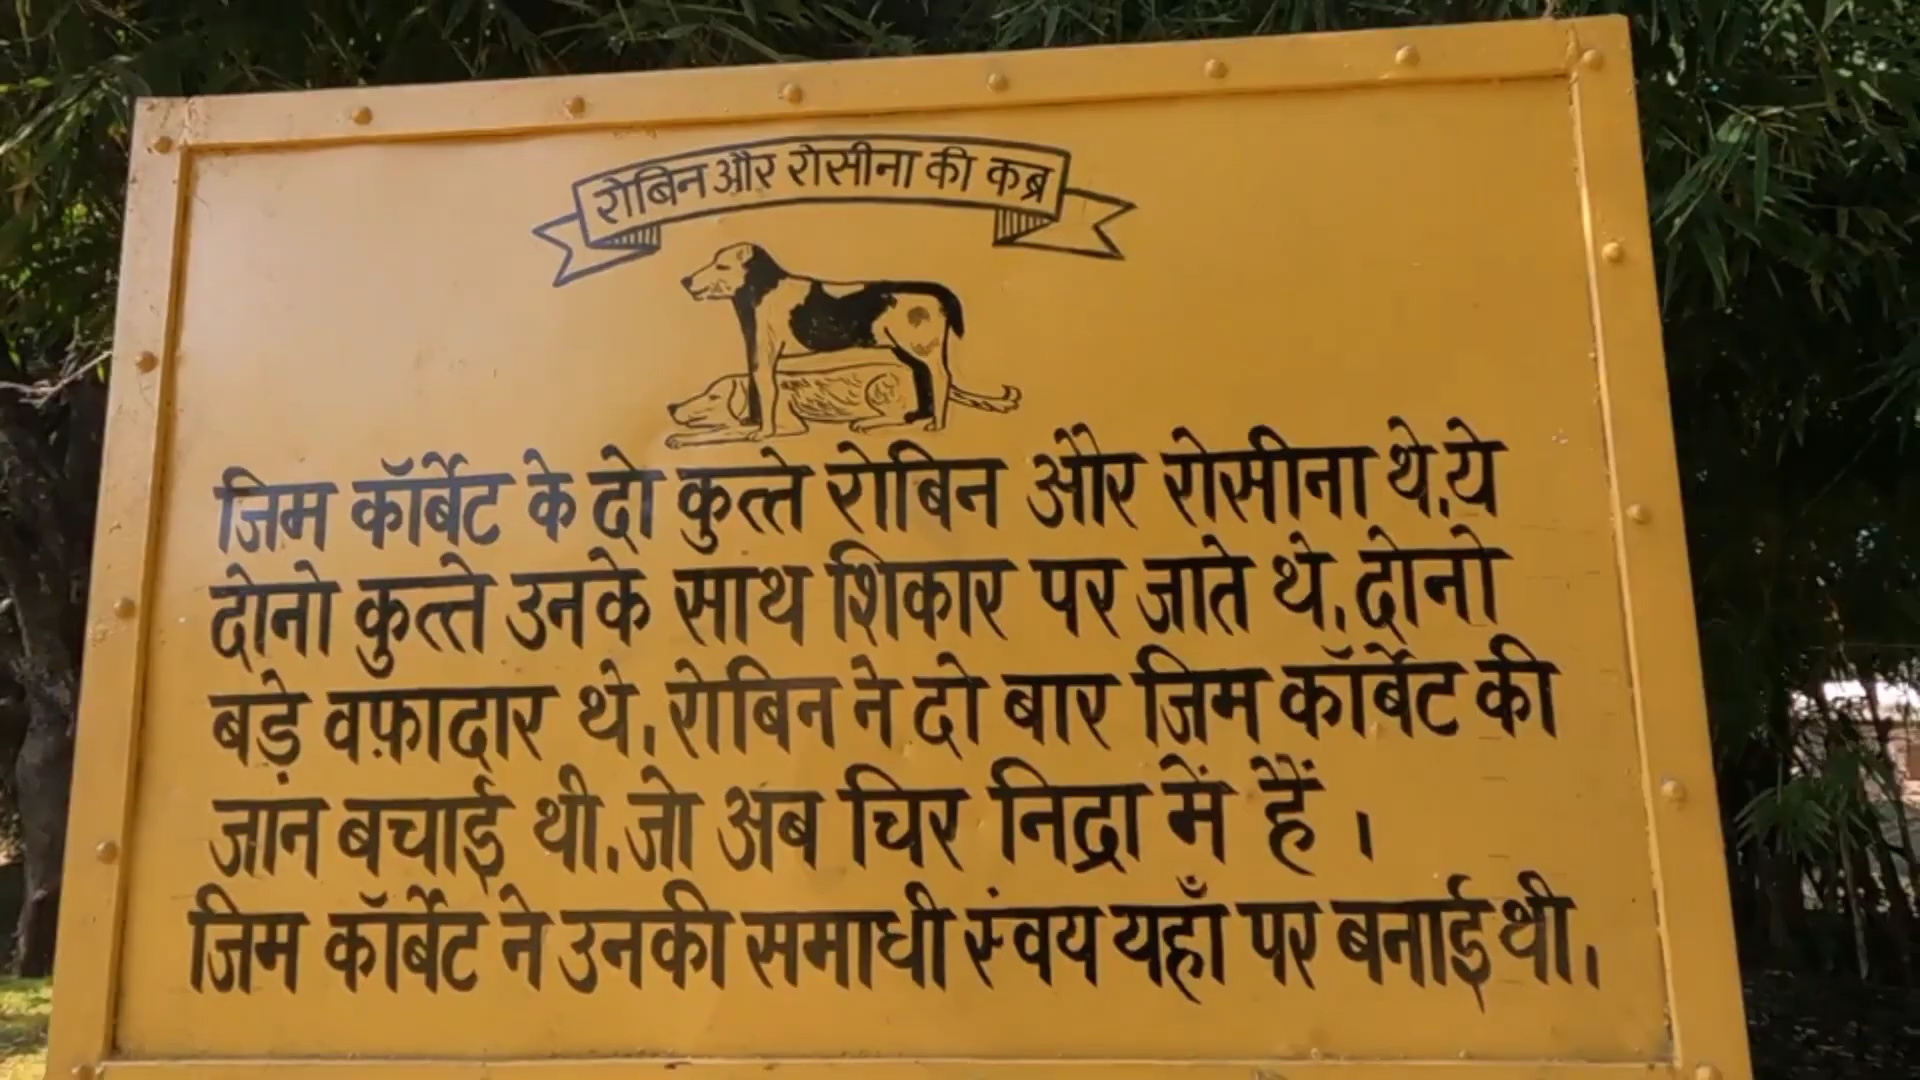 रोबिन और रोसीना की कब्र
जिम कॉर्बेट के दो कुत्ते रोबिन और रोसीना थे, ये
दोनो कुत्ते उनके साथ शिकार पर जाते थे, दोनो
बड़े वफ़ादार थे, रोबिन ने दो बार जिम कॉर्बेट की
जान बचाई थी, जो अब चिर निद्रा में हैं ।
जिम कॉर्बेट ने उनकी समाधी स्ंवय यहाँ पर बनाई थी।